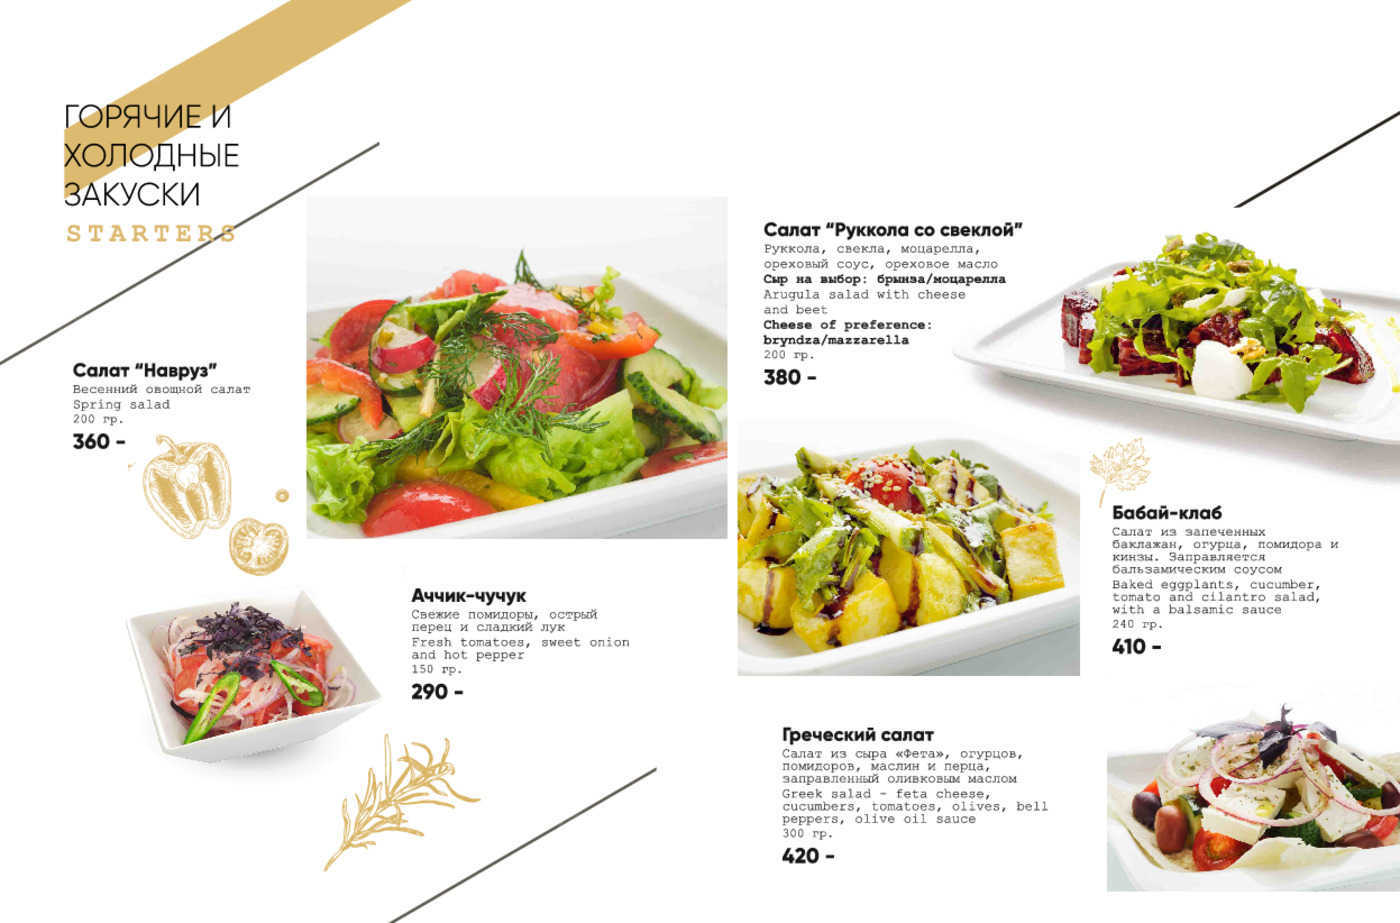 ГОРЯЧИЕ И
ХОЛОДНЫЕ
ЗАКУСКИ
STARTERS
Салат “Навруз”
Весенний овощной салат
Spring salad
200 гр.
360 -
Аччик-чучук
Свежие помидоры, острый
перец и сладкий лук
Fresh tomatoes, sweet onion
and hot pepper
150 гр.
290 -
Салат “Руккола со свеклой”
Руккола, свекла, моцарелла,
ореховый соус, ореховое масло
Сыр на выбор: брынза/моцарелла
Arugula salad with cheese
and beet
Cheese of preference:
bryndza/mazzarella
200 гр.
380 -
Бабай-клаб
Салат из запеченных
баклажан, огурца, помидора и
кинзы. Заправляется
бальзамическим соусом
Baked eggplants, cucumber,
tomato and cilantro salad,
with a balsamic sauce
240 гр.
410 -
Греческий салат
Салат из сыра «Фета», огурцов,
помидоров, маслин и перца,
заправленный оливковым маслом
Greek salad - feta cheese,
cucumbers, tomatoes, olives, bell
peppers, olive oil sauce
300 гр.
420 -